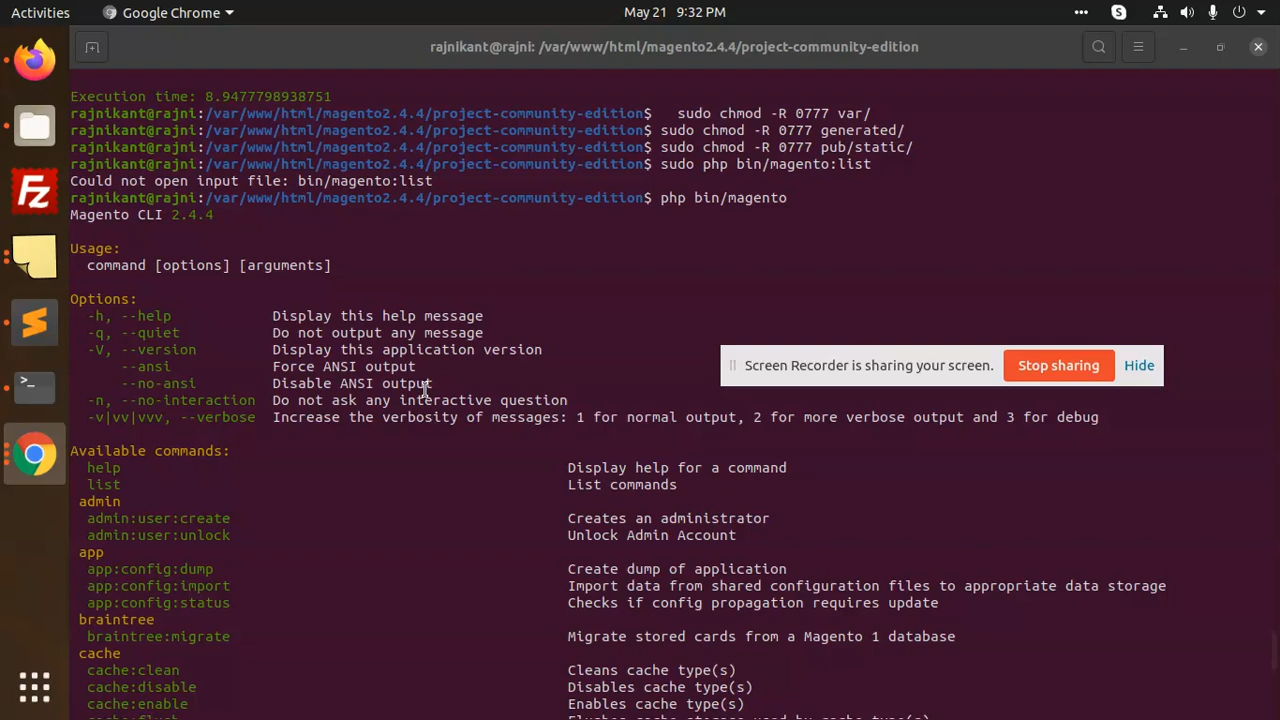 Activities Google Chrome May 21 9:32 PM
rajnikant@rajni: /var/www/html/magento2.4.4/project-community-edition
Execution time: 8.9477798938751
rajnikant@rajni:/var/www/html/magento2.4.4/project-community-edition$   sudo chmod -R 0777 var/
rajnikant@rajni:/var/www/html/magento2.4.4/project-community-edition$ sudo chmod -R 0777 generated/
rajnikant@rajni:/var/www/html/magento2.4.4/project-community-edition$ sudo chmod -R 0777 pub/static/
rajnikant@rajni:/var/www/html/magento2.4.4/project-community-edition$ sudo php bin/magento:list
Could not open input file: bin/magento:list
rajnikant@rajni:/var/www/html/magento2.4.4/project-community-edition$ php bin/magento
Magento CLI 2.4.4
Usage:
command [options] [arguments]
Options:
-h, --help Display this help message
-q, --quiet Do not output any message
-V, --version Display this application version
--ansi Force ANSI output
Screen Recorder is sharing your screen. Stop sharing Hide
--no-ansi Disable ANSI output
-n, --no-interaction Do not ask any interactive question
-v|vv|vvv, --verbose Increase the verbosity of messages: 1 for normal output, 2 for more verbose output and 3 for debug
Available commands:
help Display help for a command
list List commands
admin
admin:user:create Creates an administrator
admin:user:unlock Unlock Admin Account
app
app:config:dump Create dump of application
app:config:import Import data from shared configuration files to appropriate data storage
app:config:status Checks if config propagation requires update
braintree
braintree:migrate Migrate stored cards from a Magento 1 database
cache
cache:clean Cleans cache type(s)
cache:disable Disables cache type(s)
cache:enable Enables cache type(s)